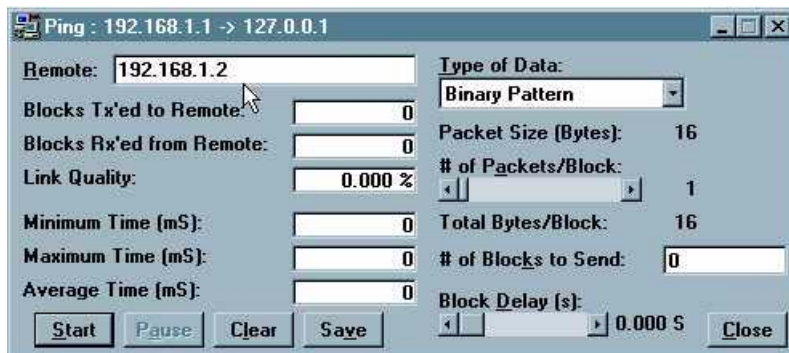 Ping : 192.168.1.1 -> 127.0.0.1
Remote: 192.168.1.2
Blocks Tx'ed to Remote: 0
Blocks Rx'ed from Remote: 0
Link Quality: 0.000 %
Minimum Time (mS): 0
Maximum Time (mS): 0
Average Time (mS): 0
Start Pause Clear Save
Type of Data:
Binary Pattern
Packet Size (Bytes): 16
# of Packets/Block:
1
Total Bytes/Block: 16
# of Blocks to Send: 0
Block Delay (s):
0.000 S
Close